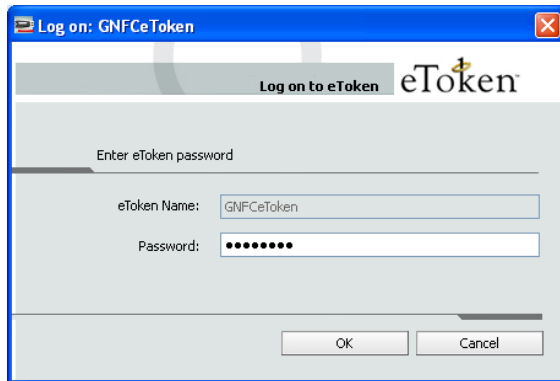 Log on: GNFCeToken
Log on to eToken
eToken
Enter eToken password
eToken Name: GNFCeToken
Password: ●●●●●●●●
OK Cancel